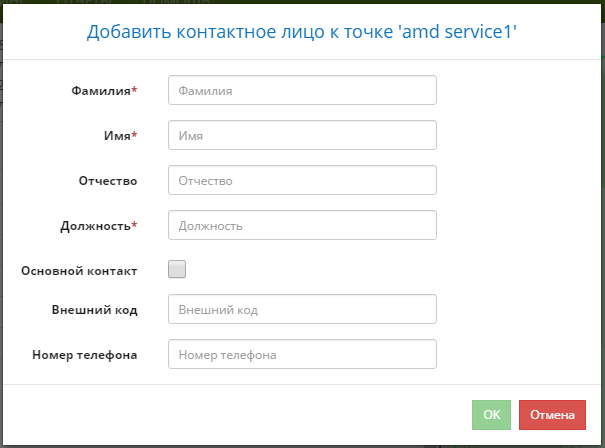 Добавить контактное лицо к точке 'amd service1'
Фамилия* Фамилия
Имя* Имя
Отчество Отчество
Должность* Должность
Основной контакт
Внешний код Внешний код
Номер телефона Номер телефона
OK Отмена